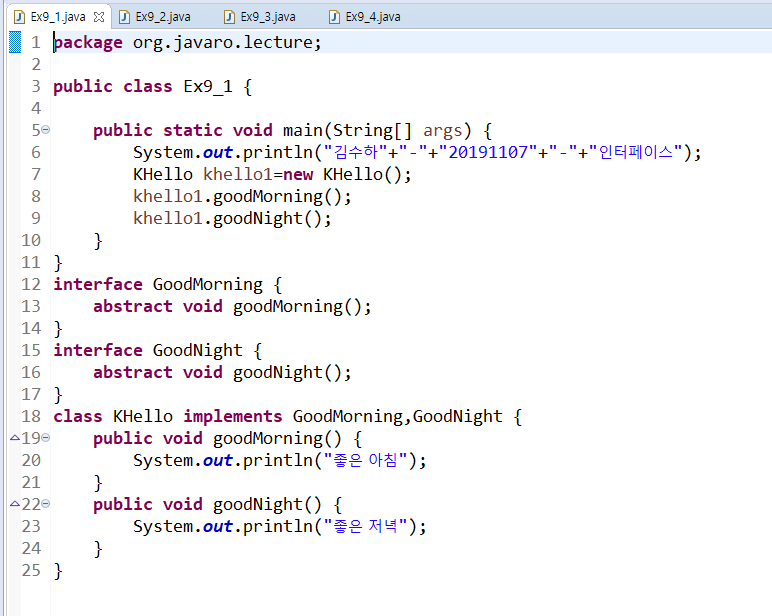 Ex9_1.java Ex9_2.java Ex9_3.java Ex9_4.java
1 package org.javaro.lecture;
2
3 public class Ex9_1 {
4
5     public static void main(String[] args) {
6         System.out.println("김수하"+"-"+"20191107"+"-"+"인터페이스");
7         KHello khello1=new KHello();
8         khello1.goodMorning();
9         khello1.goodNight();
10     }
11 }
12 interface GoodMorning {
13     abstract void goodMorning();
14 }
15 interface GoodNight {
16     abstract void goodNight();
17 }
18 class KHello implements GoodMorning,GoodNight {
19     public void goodMorning() {
20         System.out.println("좋은 아침");
21     }
22     public void goodNight() {
23         System.out.println("좋은 저녁");
24     }
25 }